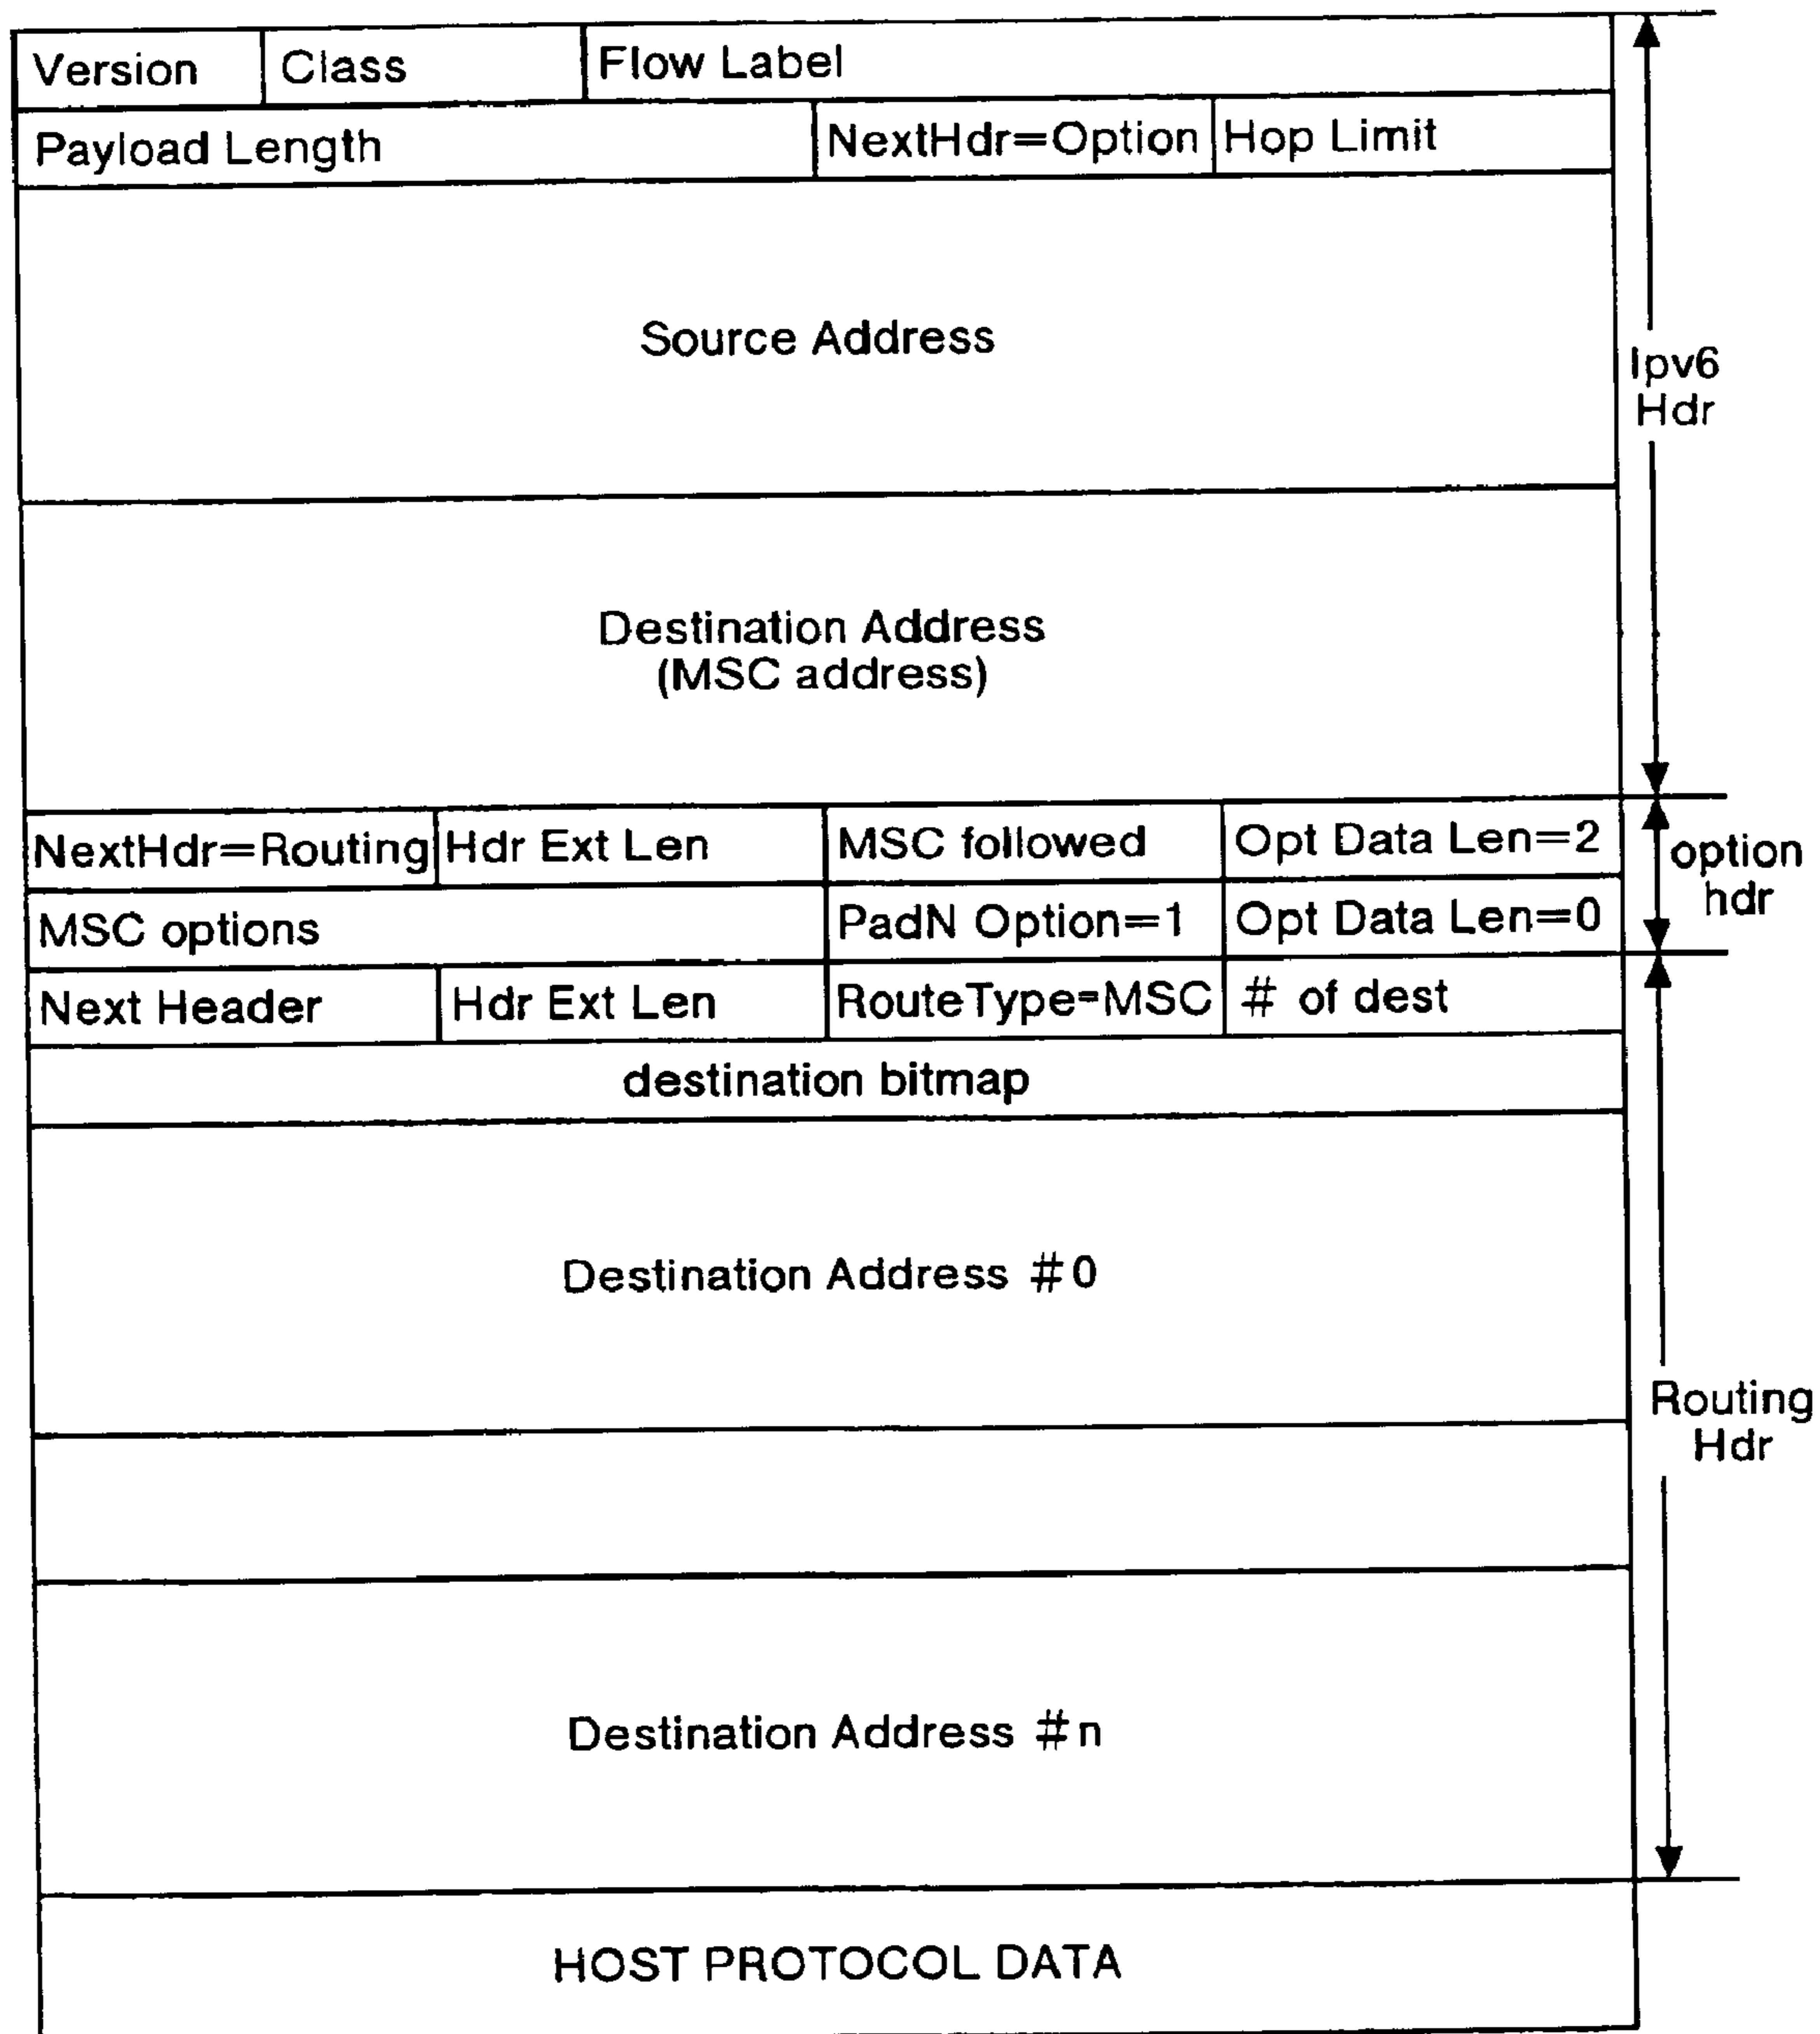 Version Class Flow Label
Payload Length NextHdr=Option Hop Limit
Source Address
Ipv6
Hdr
Destination Address
(MSC address)
NextHdr=Routing Hdr Ext Len MSC followed Opt Data Len=2
MSC options PadN Option=1 Opt Data Len=0
option
hdr
Next Header Hdr Ext Len RouteType=MSC # of dest
destination bitmap
Destination Address #0
Routing
Hdr
Destination Address #n
HOST PROTOCOL DATA